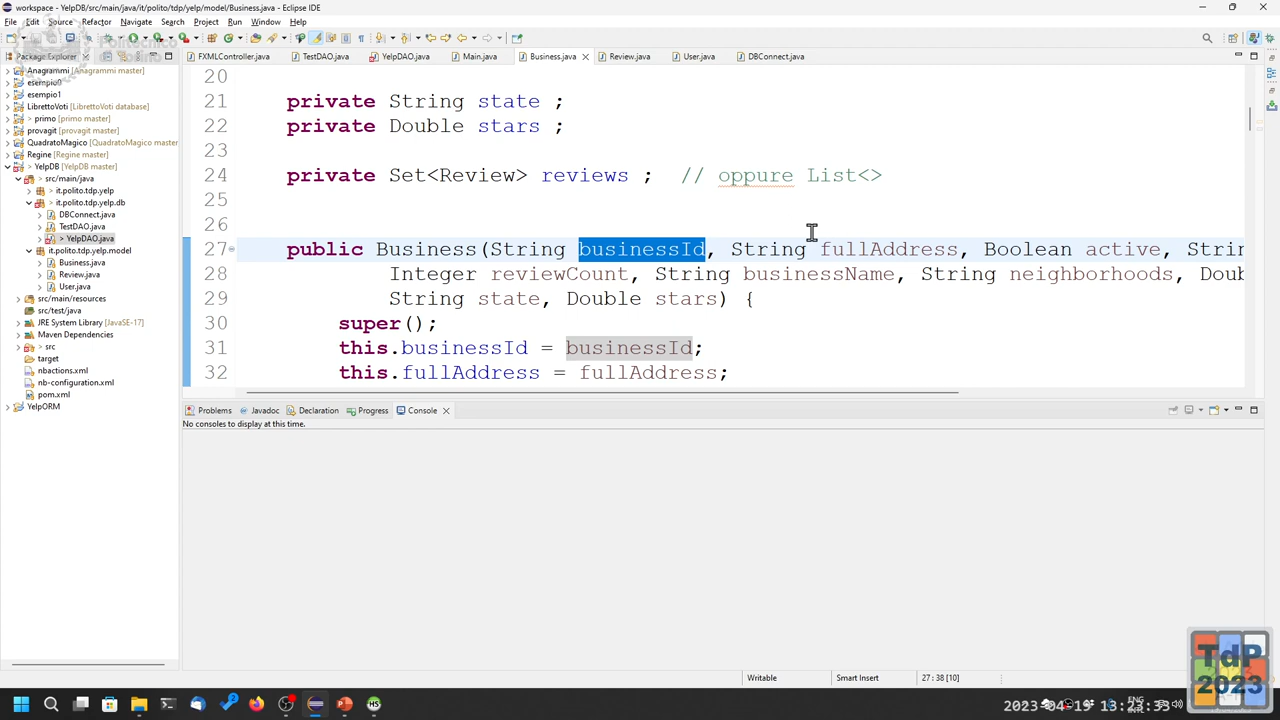 workspace - YelpDB/src/main/java/it/polito/tdp/yelp/model/Business.java - Eclipse IDE
File Edit Source Refactor Navigate Search Project Run Window Help
Package Explorer
FXMLController.java TestDAO.java YelpDAO.java Main.java Business.java Review.java User.java DBConnect.java
Anagrammi [Anagrammi master]
esempio0
esempio1
LibrettoVoti [LibrettoVoti database]
> primo [primo master]
provagit [provagit master]
QuadratoMagico [QuadratoMagico master]
Regine [Regine master]
YelpDB [YelpDB master]
> src/main/java
> it.polito.tdp.yelp
> it.polito.tdp.yelp.db
DBConnect.java
TestDAO.java
> YelpDAO.java
it.polito.tdp.yelp.model
Business.java
Review.java
User.java
src/main/resources
src/test/java
JRE System Library [JavaSE-17]
Maven Dependencies
> src
target
nbactions.xml
nb-configuration.xml
pom.xml
YelpORM
20
21 private String state ;
22 private Double stars ;
23
24 private Set<Review> reviews ; // oppure List<>
25
26
27 public Business(String businessId, String fullAddress, Boolean active, Strin
28 Integer reviewCount, String businessName, String neighborhoods, Doub
29 String state, Double stars) {
30 super();
31 this.businessId = businessId;
32 this.fullAddress = fullAddress;
Problems Javadoc Declaration Progress Console
No consoles to display at this time.
Writable Smart Insert 27 : 38 [10]
TdP
2023
ENG
2023-04-19 13:25:33